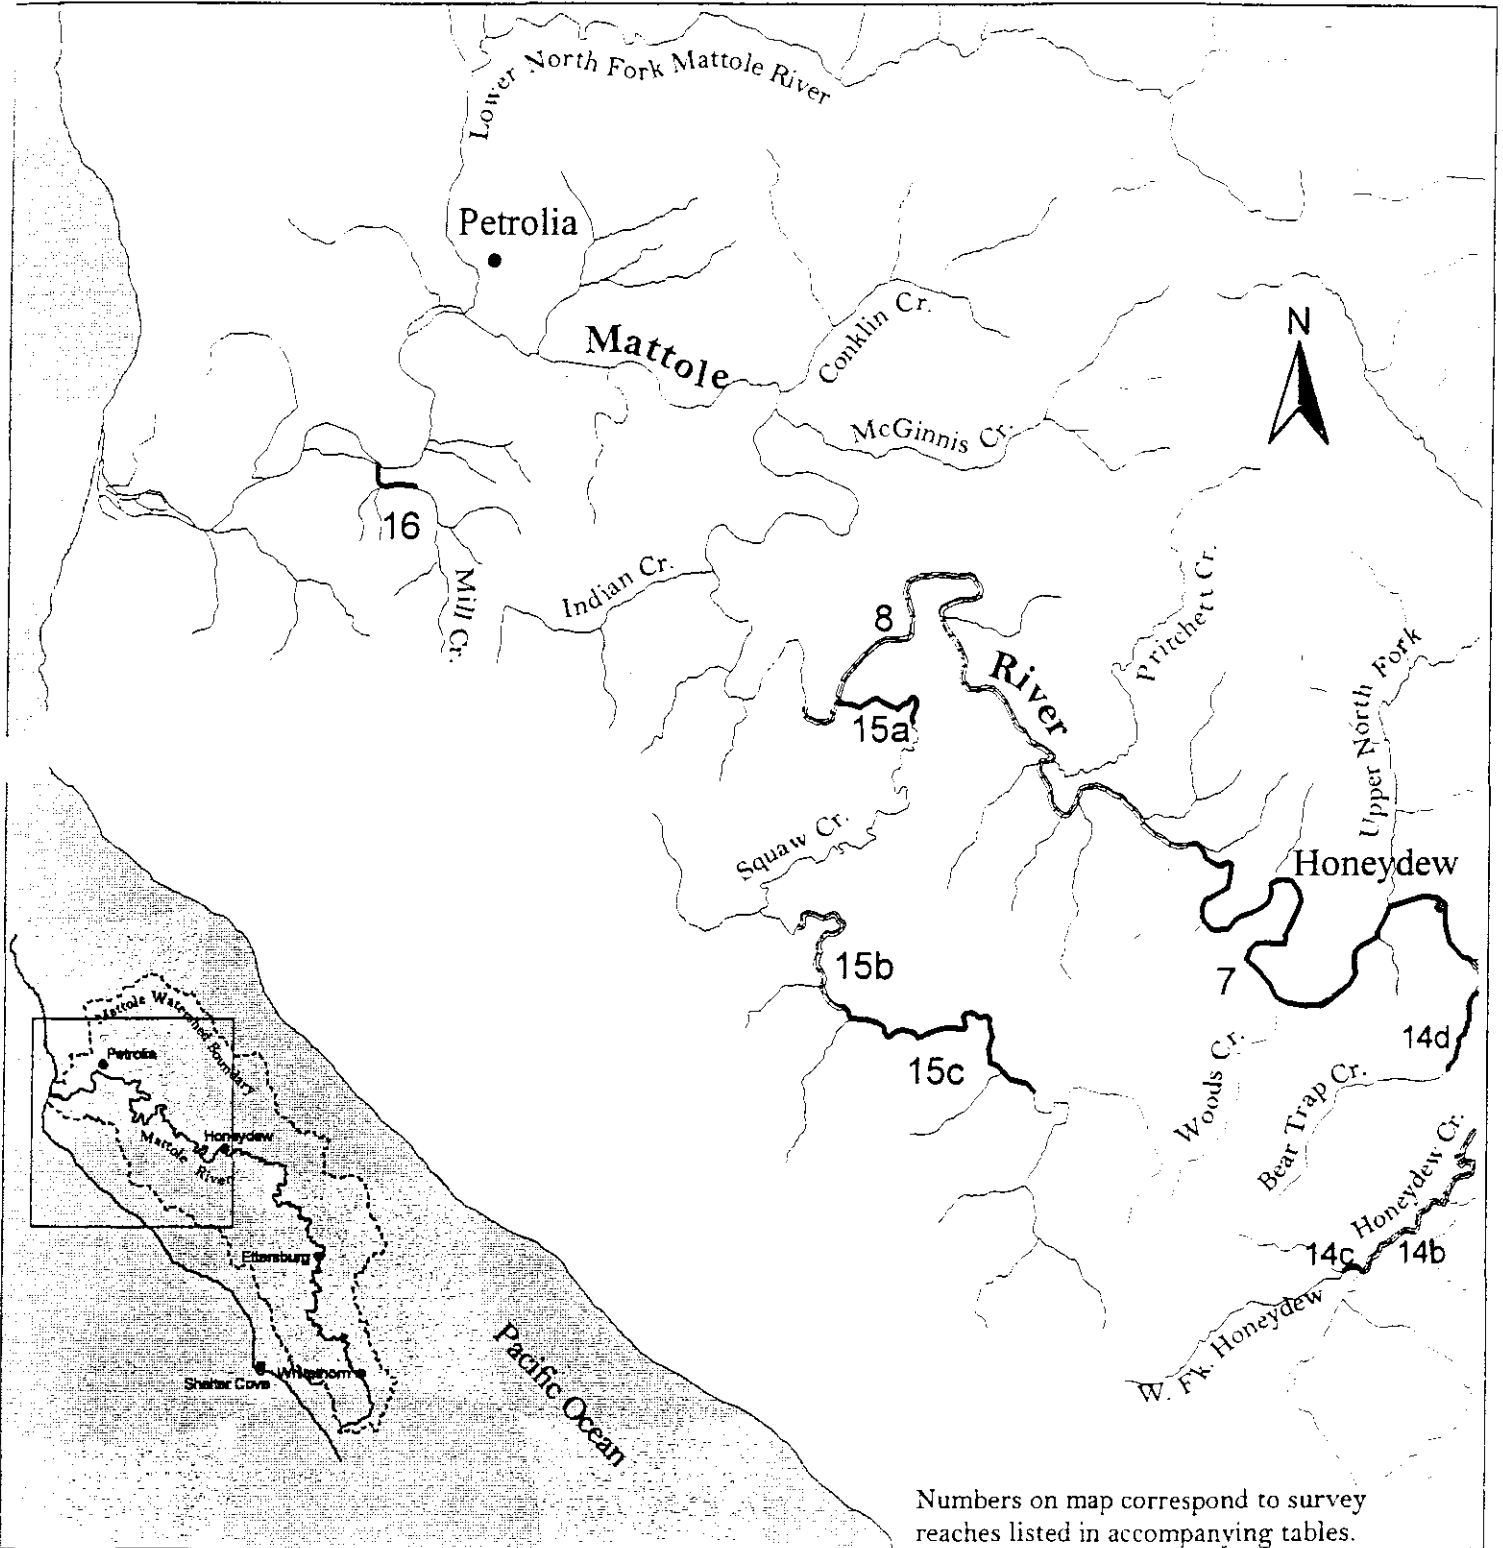 Lower North Fork Mattole River
Petrolia
N
Mattole
Conklin Cr.
McGinnis Cr.
16
Mill Cr.
Indian Cr.
Pritchett Cr.
8
River
Upper North Fork
15a
Squaw Cr.
Honeydew
15b
7
15c
14d
Woods Cr.
Bear Trap Cr.
Honeydew Cr.
14c
14b
W. Fk. Honeydew
Mattole Watershed Boundary
Petrolia
Honeydew
Mattole River
Ettersburg
Whitethorn
Shelter Cove
Pacific Ocean
Numbers on map correspond to survey
reaches listed in accompanying tables.